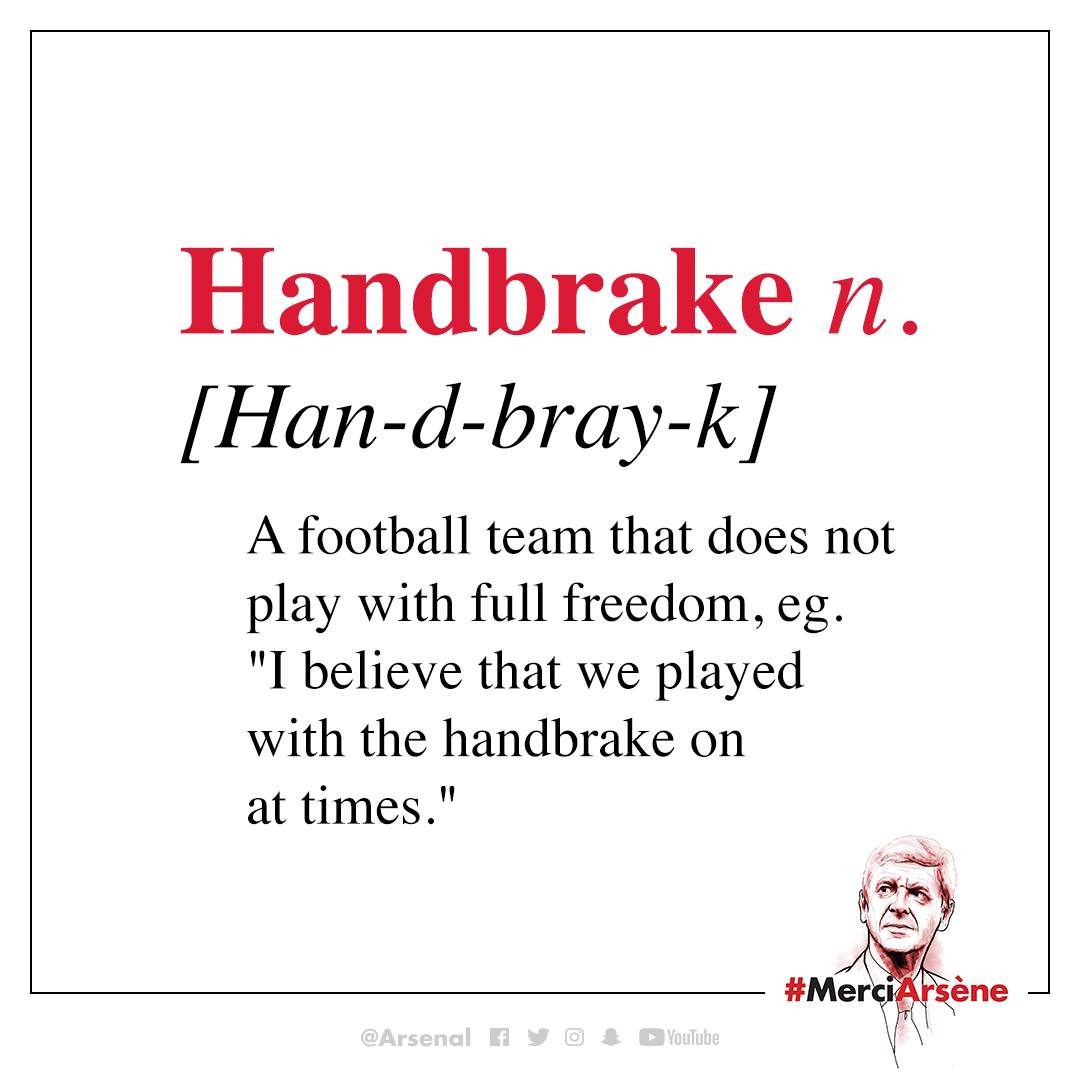 Handbrake n.
[Han-d-bray-k]
A football team that does not
play with full freedom, eg.
"I believe that we played
with the handbrake on
at times."
#MerciArsène
@Arsenal YouTube